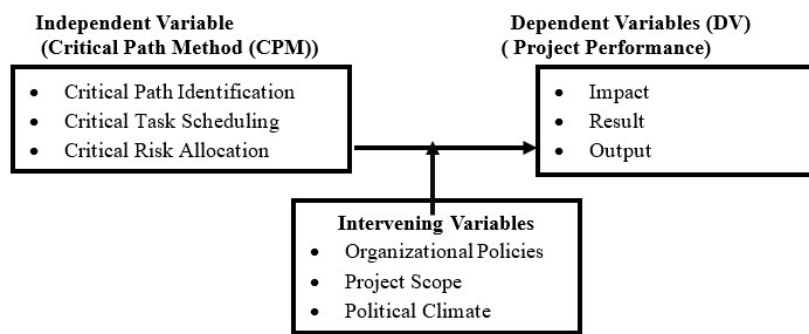 Independent Variable
(Critical Path Method (CPM))
• Critical Path Identification
• Critical Task Scheduling
• Critical Risk Allocation
Dependent Variables (DV)
( Project Performance)
• Impact
• Result
• Output
Intervening Variables
• Organizational Policies
• Project Scope
• Political Climate